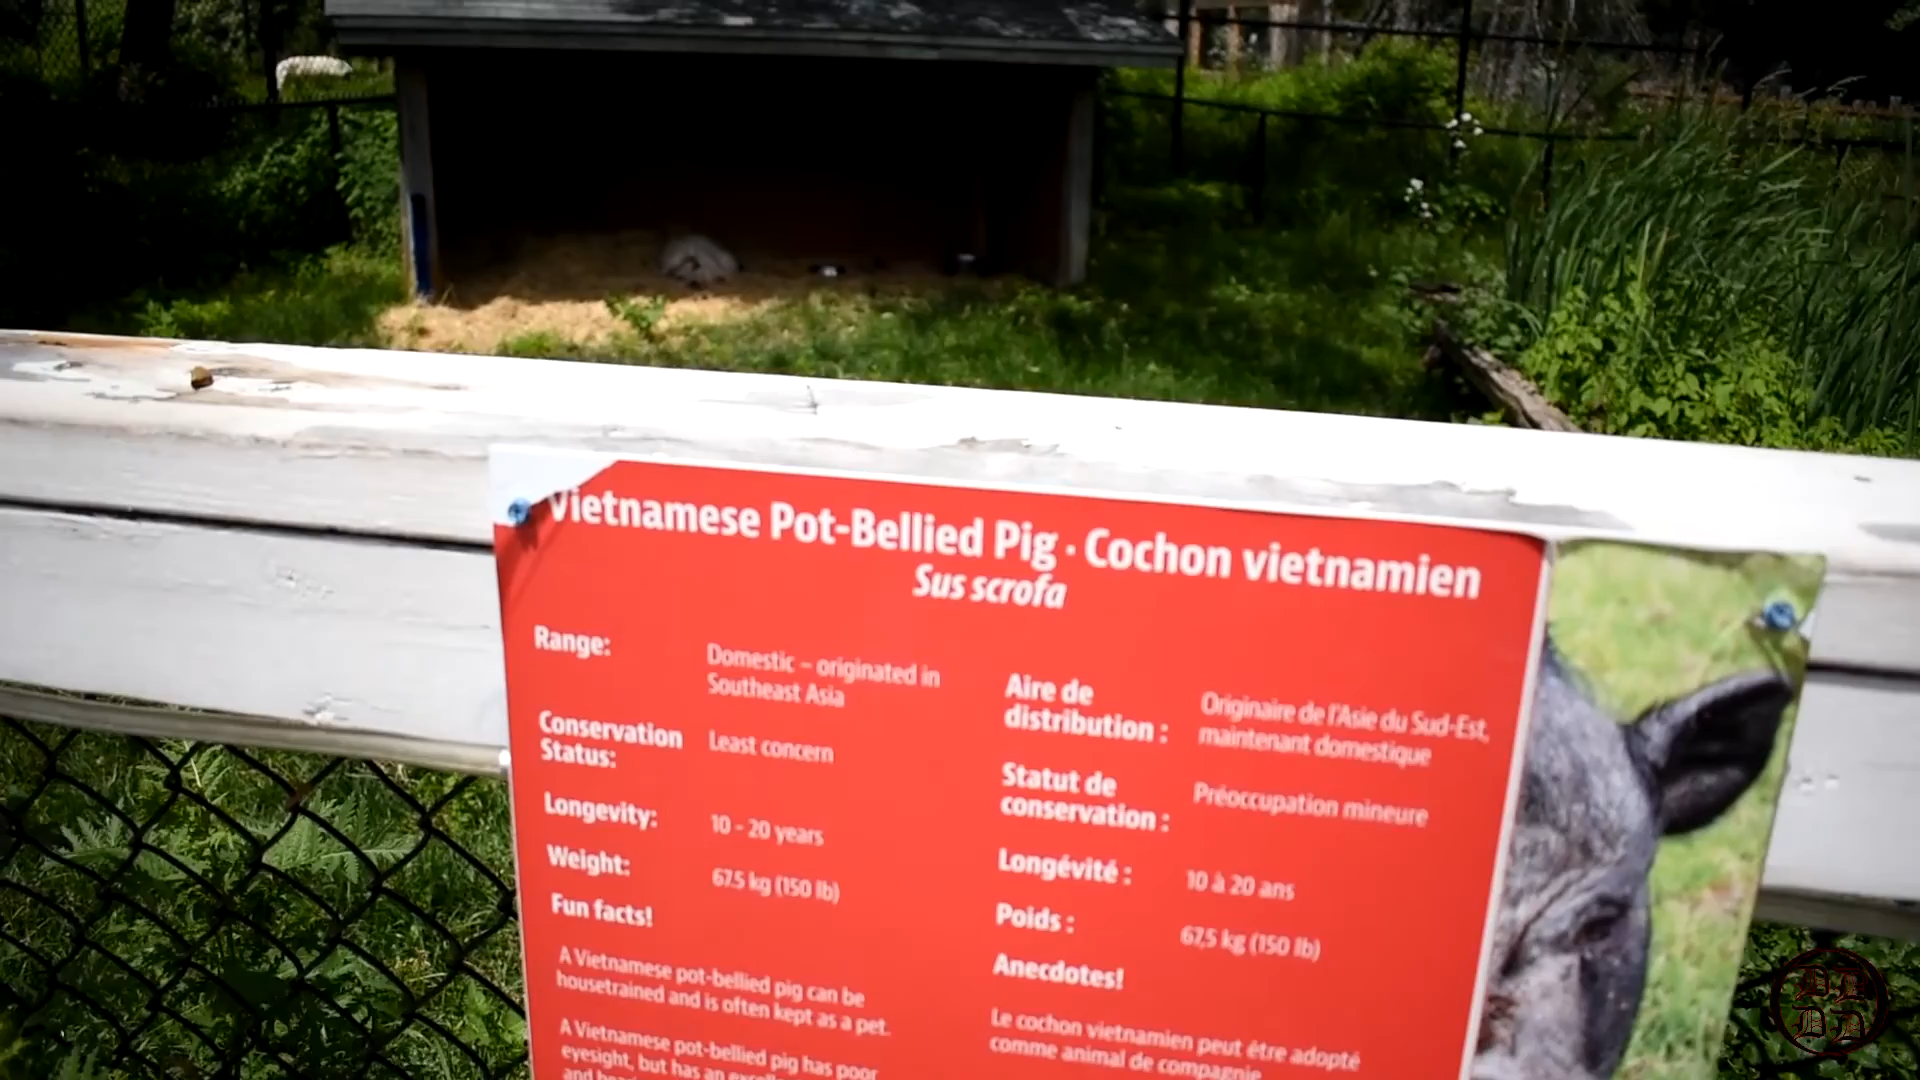 Vietnamese Pot-Bellied Pig · Cochon vietnamien
Sus scrofa
Range:
Domestic – originated in
Southeast Asia
Conservation
Status:
Least concern
Longevity:
10 - 20 years
Weight:
67.5 kg (150 lb)
Fun facts!
A Vietnamese pot-bellied pig can be
housetrained and is often kept as a pet.
A Vietnamese pot-bellied pig has poor
eyesight, but has an
Aire de
distribution :
Originaire de l'Asie du Sud-Est,
maintenant domestique
Statut de
conservation :
Préoccupation mineure
Longévité :
10 à 20 ans
Poids :
67,5 kg (150 lb)
Anecdotes!
Le cochon vietnamien peut être adopté
comme animal de compagnie